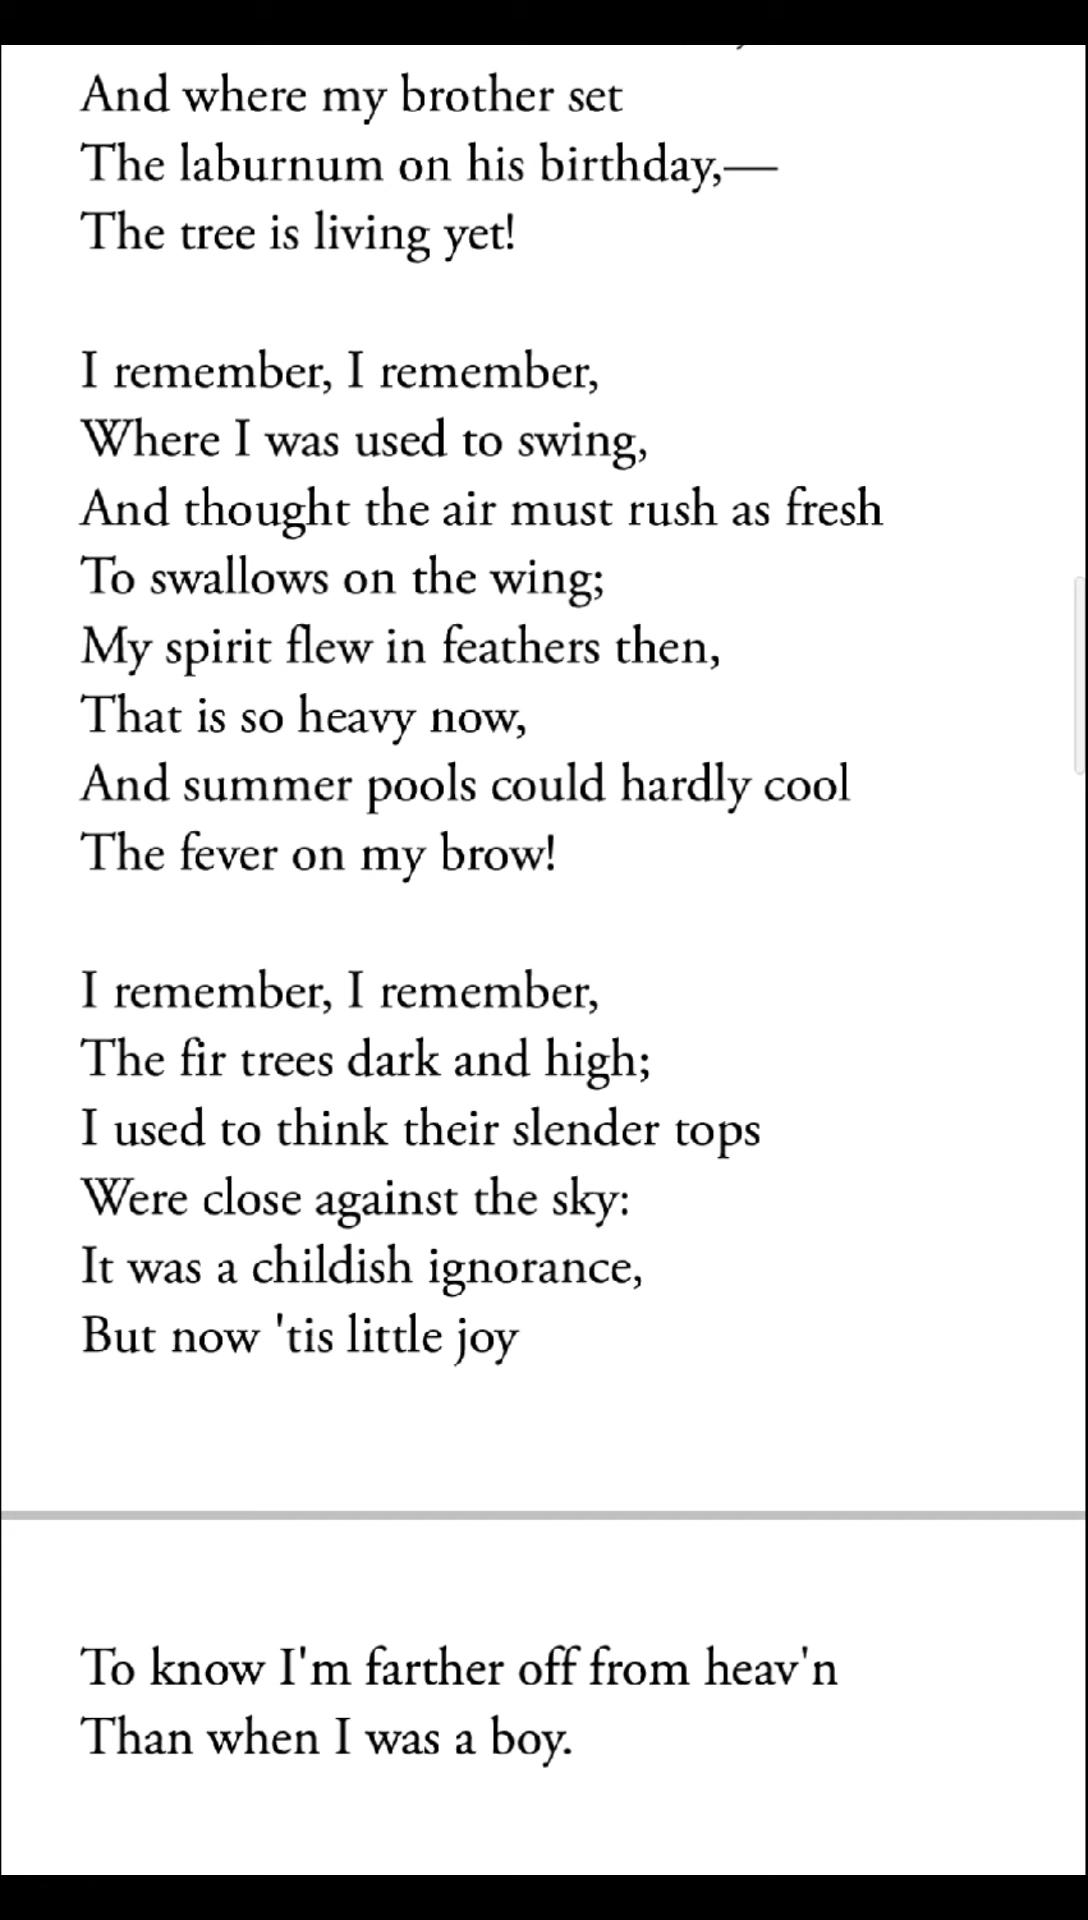 And where my brother set
The laburnum on his birthday,—
The tree is living yet!
I remember, I remember,
Where I was used to swing,
And thought the air must rush as fresh
To swallows on the wing;
My spirit flew in feathers then,
That is so heavy now,
And summer pools could hardly cool
The fever on my brow!
I remember, I remember,
The fir trees dark and high;
I used to think their slender tops
Were close against the sky:
It was a childish ignorance,
But now 'tis little joy
To know I'm farther off from heav'n
Than when I was a boy.